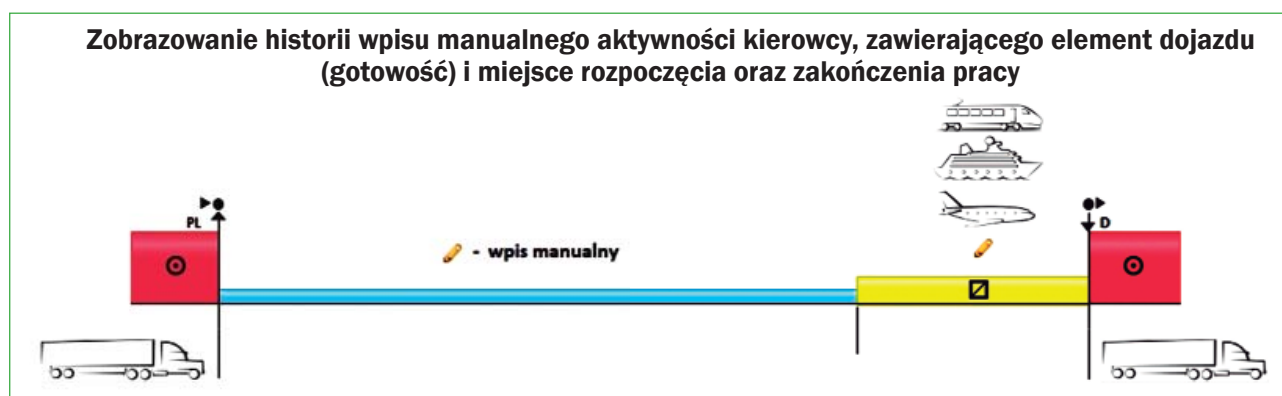 Zobrazowanie historii wpisu manualnego aktywności kierowcy, zawierającego element dojazdu
(gotowość) i miejsce rozpoczęcia oraz zakończenia pracy
PL
D
- wpis manualny